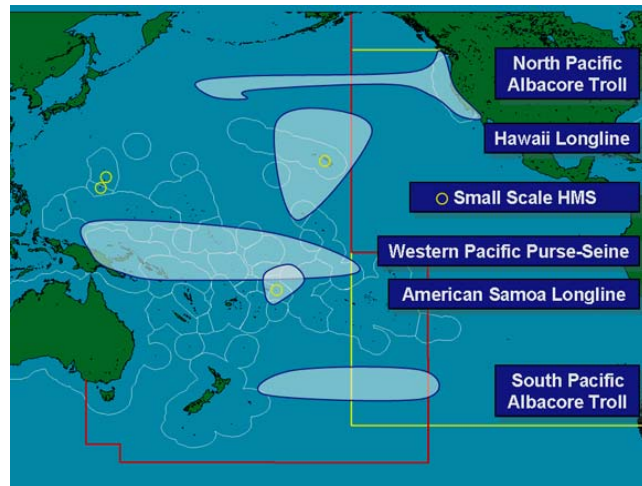 North Pacific
Albacore Troll
Hawaii Longline
Small Scale HMS
Western Pacific Purse-Seine
American Samoa Longline
South Pacific
Albacore Troll